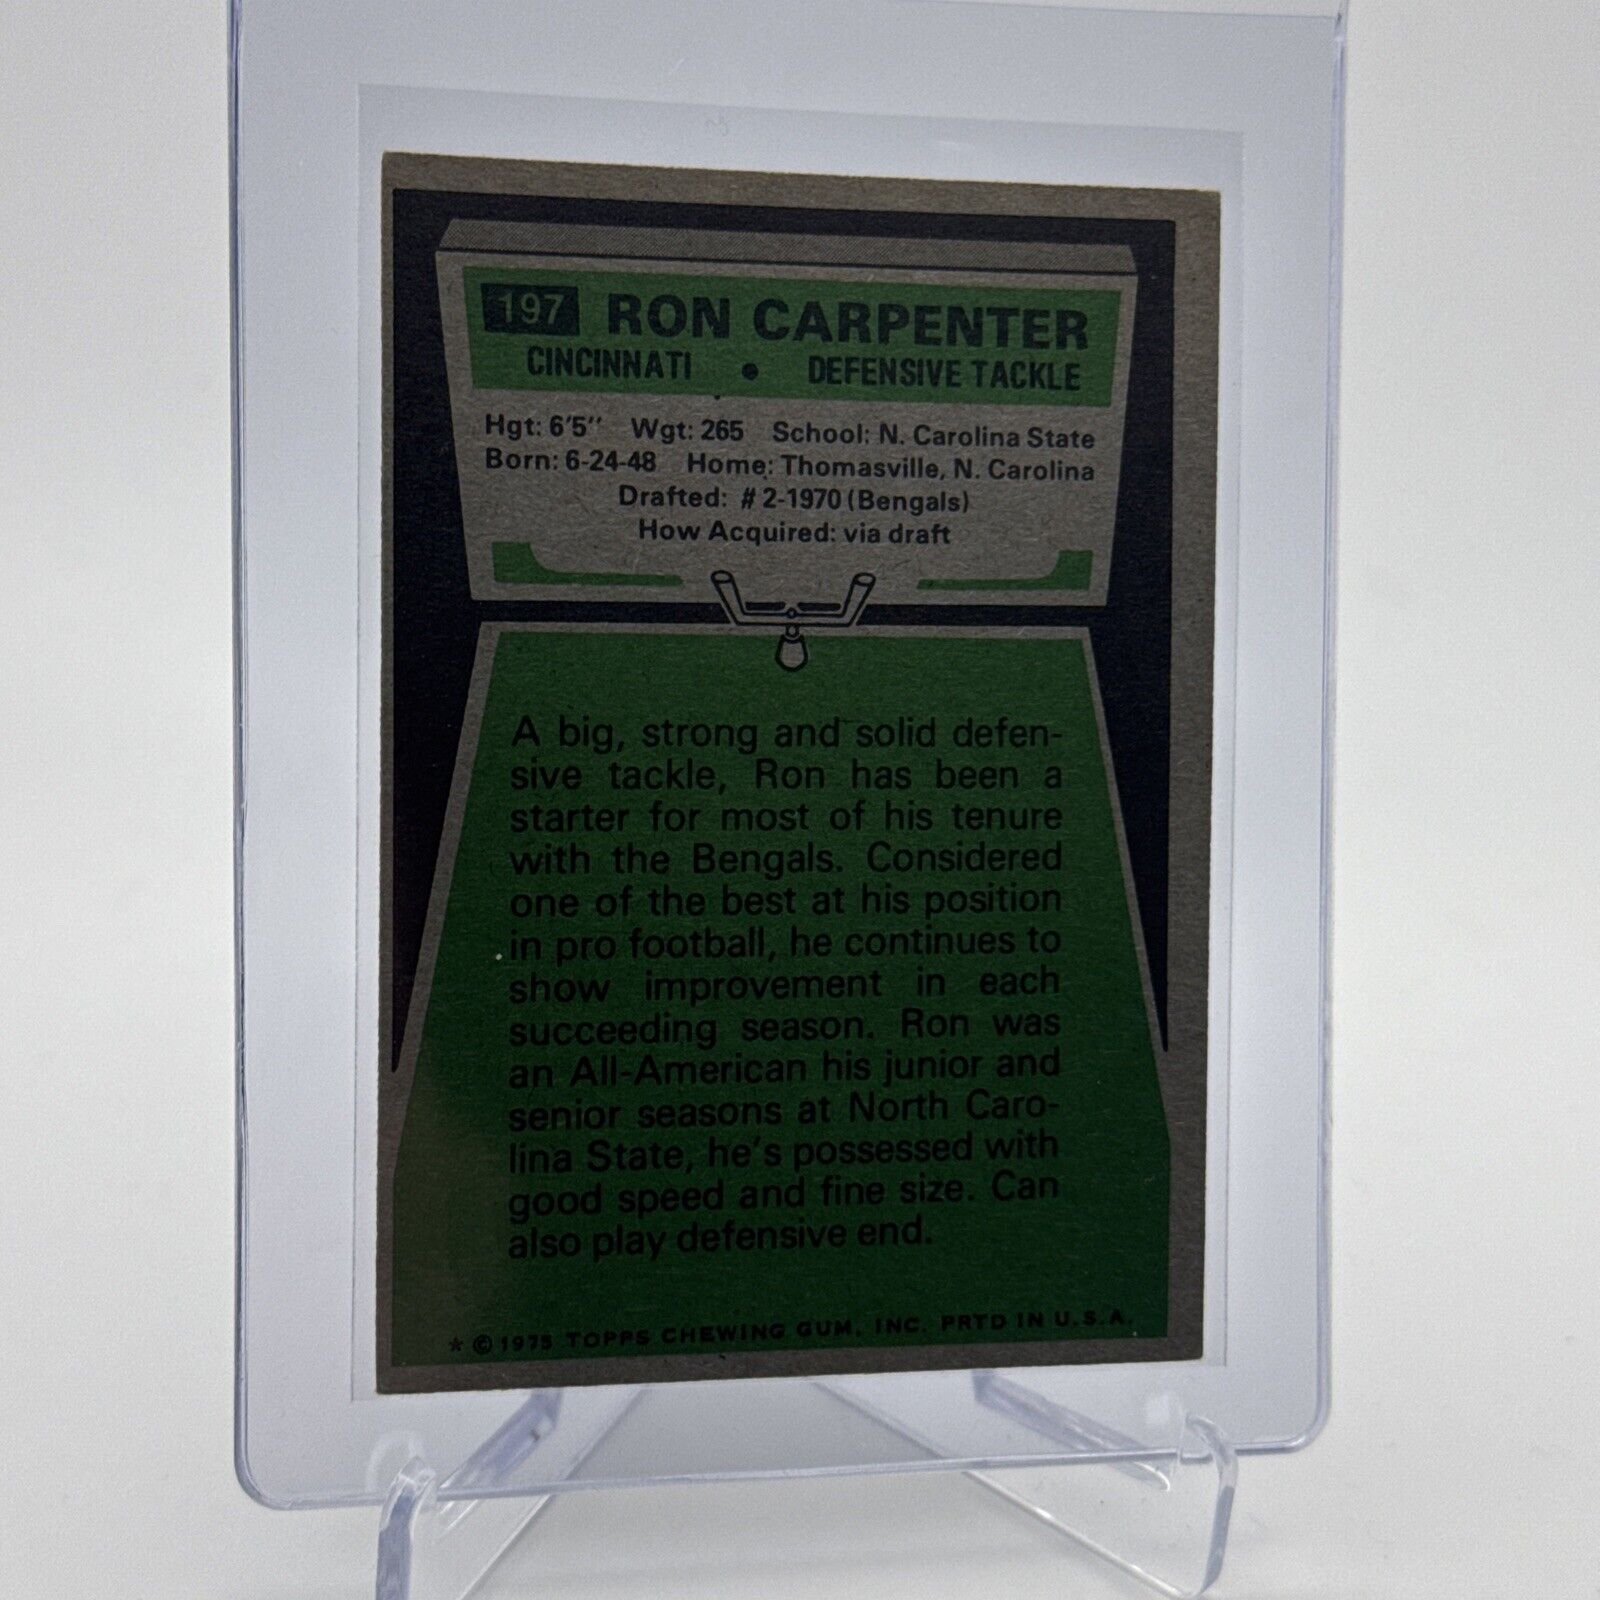 197 RON CARPENTER
CINCINNATI • DEFENSIVE TACKLE
Hgt: 6'5" Wgt: 265 School: N. Carolina State
Born: 6-24-48 Home: Thomasville, N. Carolina
Drafted: #2-1970 (Bengals)
How Acquired: via draft
A big, strong and solid defen-
sive tackle, Ron has been a
starter for most of his tenure
with the Bengals. Considered
one of the best at his position
in pro football, he continues to
show improvement in each
succeeding season. Ron was
an All-American his junior and
senior seasons at North Caro-
lina State, he's possessed with
good speed and fine size. Can
also play defensive end.
* © 1975 TOPPS CHEWING GUM, INC. PRTD IN U.S.A.